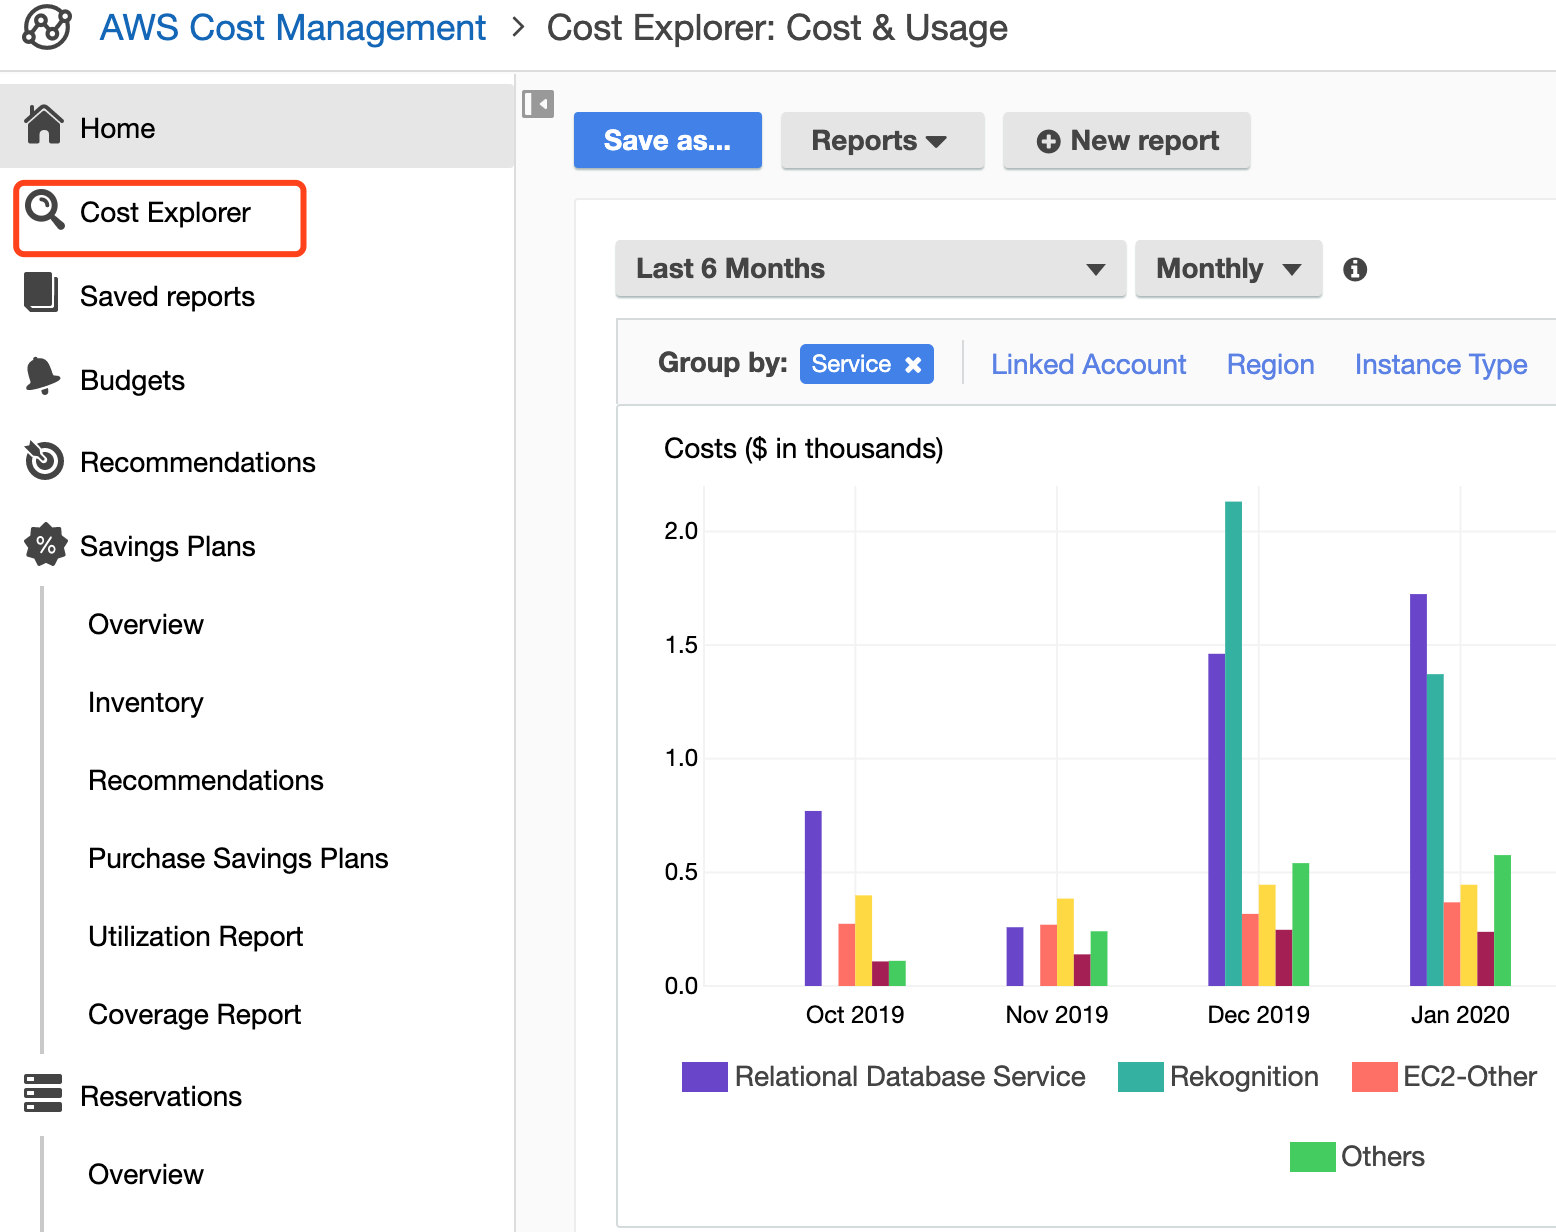 AWS Cost Management > Cost Explorer: Cost & Usage
Home
Cost Explorer
Saved reports
Budgets
Recommendations
% Savings Plans
Overview
Inventory
Recommendations
Purchase Savings Plans
Utilization Report
Coverage Report
Reservations
Overview
Save as... Reports New report
Last 6 Months Monthly
Group by: Service Linked Account Region Instance Type
Costs ($ in thousands)
2.0
1.5
1.0
0.5
0.0
Oct 2019 Nov 2019 Dec 2019 Jan 2020
Relational Database Service Rekognition EC2-Other
Others